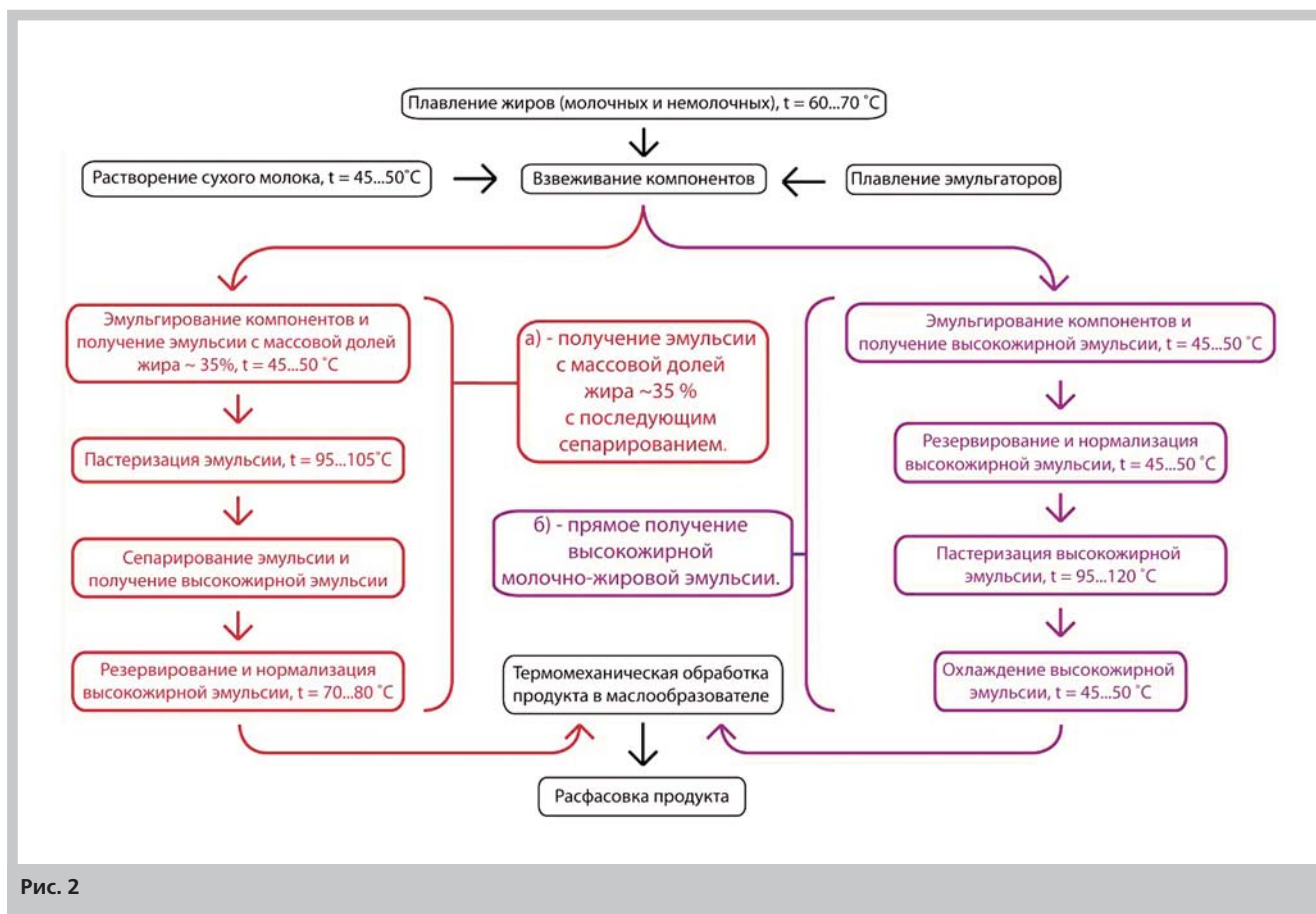 Плавление жиров (молочных и немолочных), t = 60...70 °C
Растворение сухого молока, t = 45...50°C
Взвеживание компонентов
Плавление эмульгаторов
Эмульгирование компонентов и
получение эмульсии с массовой долей
жира ~ 35%, t = 45...50 °C
Пастеризация эмульсии, t = 95...105°C
Сепарирование эмульсии и
получение высокожирной эмульсии
Резервирование и нормализация
высокожирной эмульсии, t = 70...80 °C
а) - получение эмульсии
с массовой долей
жира ~35 %
с последующим
сепарированием.
б) - прямое получение
высокожирной
молочно-жировой эмульсии.
Эмульгирование компонентов и
получение высокожирной эмульсии, t = 45...50 °C
Резервирование и нормализация
высокожирной эмульсии, t = 45...50 °C
Пастеризация высокожирной
эмульсии, t = 95...120 °C
Охлаждение высокожирной
эмульсии, t = 45...50 °C
Термомеханическая обработка
продукта в маслообразователе
Расфасовка продукта
Рис. 2